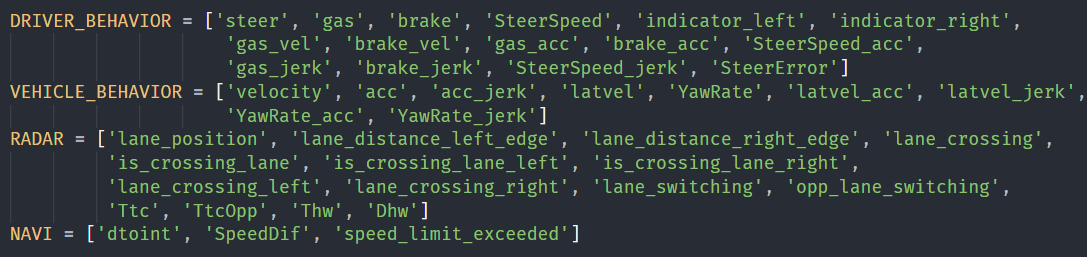 DRIVER_BEHAVIOR = ['steer', 'gas', 'brake', 'SteerSpeed', 'indicator_left', 'indicator_right',
'gas_vel', 'brake_vel', 'gas_acc', 'brake_acc', 'SteerSpeed_acc',
'gas_jerk', 'brake_jerk', 'SteerSpeed_jerk', 'SteerError']
VEHICLE_BEHAVIOR = ['velocity', 'acc', 'acc_jerk', 'latvel', 'YawRate', 'latvel_acc', 'latvel_jerk',
'YawRate_acc', 'YawRate_jerk']
RADAR = ['lane_position', 'lane_distance_left_edge', 'lane_distance_right_edge', 'lane_crossing',
'is_crossing_lane', 'is_crossing_lane_left', 'is_crossing_lane_right',
'lane_crossing_left', 'lane_crossing_right', 'lane_switching', 'opp_lane_switching',
'Ttc', 'TtcOpp', 'Thw', 'Dhw']
NAVI = ['dtoint', 'SpeedDif', 'speed_limit_exceeded']